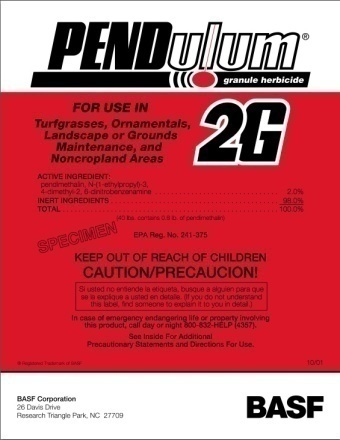 PENDulum®
granule herbicide
2G
FOR USE IN
Turfgrasses, Ornamentals,
Landscape or Grounds
Maintenance, and
Noncropland Areas
ACTIVE INGREDIENT:
pendimethalin, N-(1-ethylpropyl)-3,
4-dimethyl-2, 6-dinitrobenzenamine 2.0%
INERT INGREDIENTS 98.0%
TOTAL 100.0%
(40 lbs. contains 0.8 lb. of pendimethalin)
SPECIMEN
EPA Reg. No. 241-375
KEEP OUT OF REACH OF CHILDREN
CAUTION/PRECAUCION!
Si usted no entiende la etiqueta, busque a alguien para que
se la explique a usted en detalle. (If you do not understand
this label, find someone to explain it to you in detail.)
In case of emergency endangering life or property involving
this product, call day or night 800-832-HELP (4357).
See Inside For Additional
Precautionary Statements and Directions For Use.
® Registered Trademark of BASF
10/01
BASF Corporation
26 Davis Drive
Research Triangle Park, NC 27709
BASF